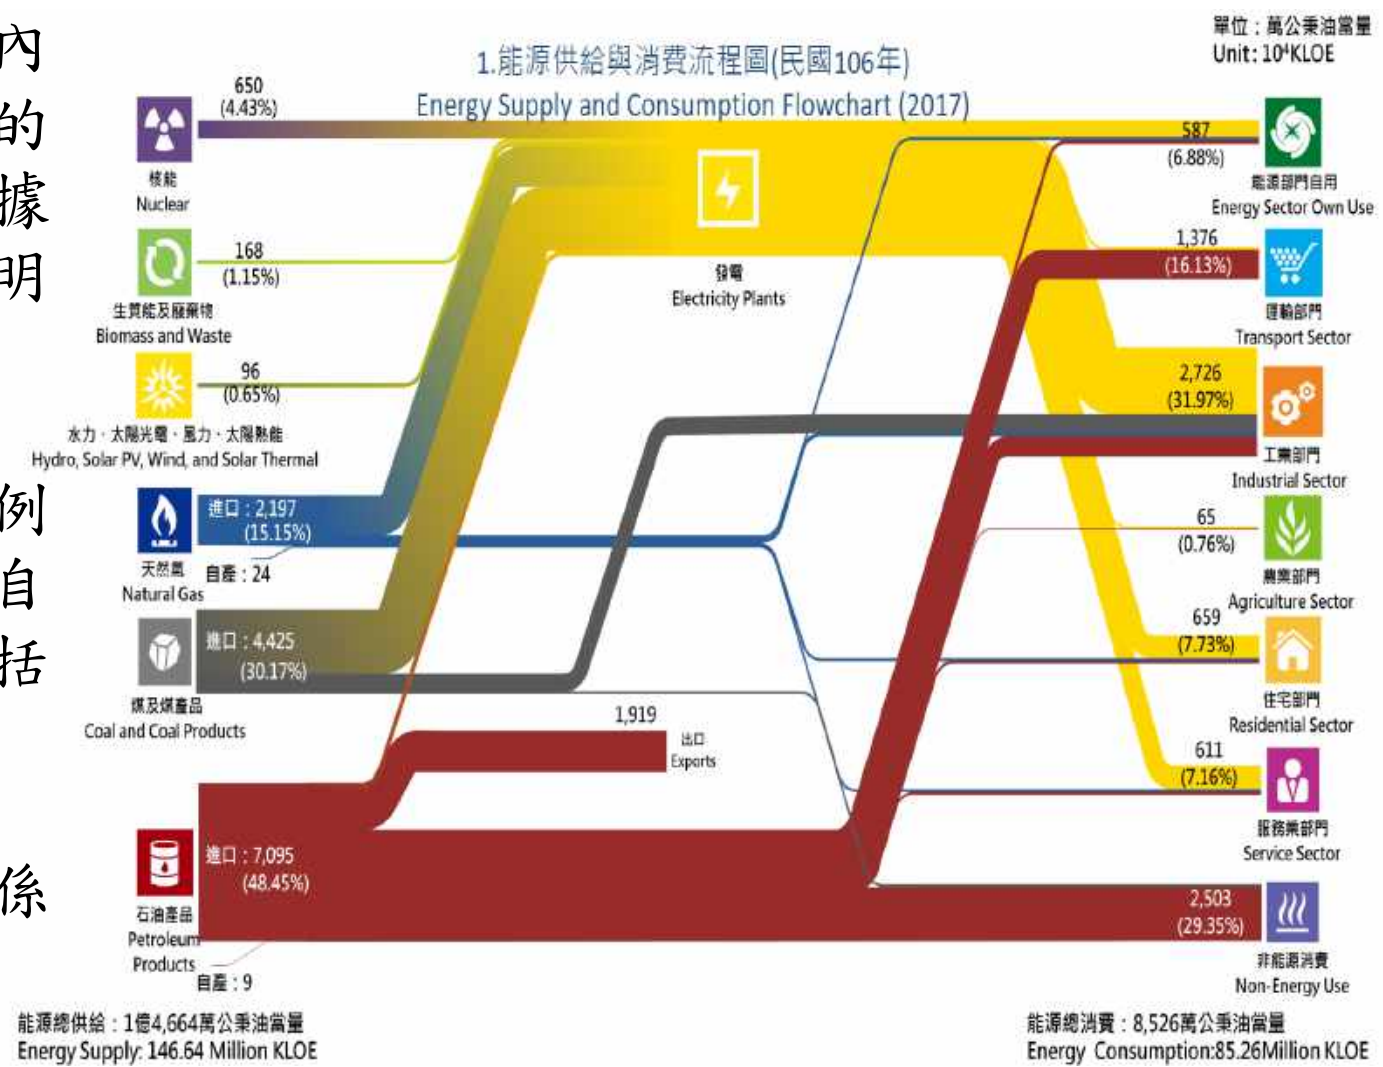 內
的
據
明
例
自
括
係
單位：萬公秉油當量
Unit: 10⁴KLOE
1.能源供給與消費流程圖(民國106年)
Energy Supply and Consumption Flowchart (2017)
650
(4.43%)
核能
Nuclear
168
(1.15%)
生質能及廢棄物
Biomass and Waste
96
(0.65%)
水力、太陽光電、風力、太陽熱能
Hydro, Solar PV, Wind, and Solar Thermal
進口：2,197
(15.15%)
自產：24
天然氣
Natural Gas
進口：4,425
(30.17%)
煤及煤產品
Coal and Coal Products
進口：7,095
(48.45%)
石油產品
Petroleum
Products
自產：9
發電
Electricity Plants
1,919
出口
Exports
587
(6.88%)
能源部門自用
Energy Sector Own Use
1,376
(16.13%)
運輸部門
Transport Sector
2,726
(31.97%)
工業部門
Industrial Sector
65
(0.76%)
農業部門
Agriculture Sector
659
(7.73%)
住宅部門
Residential Sector
611
(7.16%)
服務業部門
Service Sector
2,503
(29.35%)
非能源消費
Non-Energy Use
能源總供給：1億4,664萬公秉油當量
Energy Supply: 146.64 Million KLOE
能源總消費：8,526萬公秉油當量
Energy Consumption:85.26Million KLOE